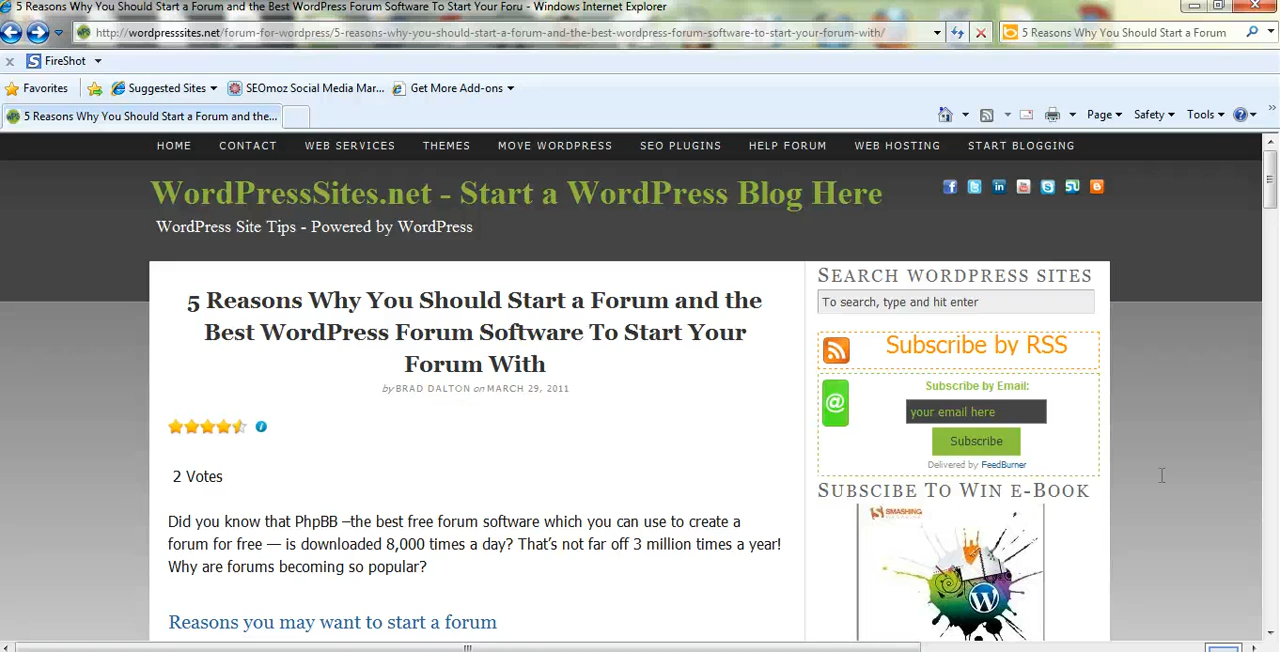 5 Reasons Why You Should Start a Forum and the Best WordPress Forum Software To Start Your Foru - Windows Internet Explorer
http://wordpresssites.net/forum-for-wordpress/5-reasons-why-you-should-start-a-forum-and-the-best-wordpress-forum-software-to-start-your-forum-with/
5 Reasons Why You Should Start a Forum
x S FireShot
Favorites Suggested Sites SEOmoz Social Media Mar... Get More Add-ons
5 Reasons Why You Should Start a Forum and the...
Page Safety Tools
HOME CONTACT WEB SERVICES THEMES MOVE WORDPRESS SEO PLUGINS HELP FORUM WEB HOSTING START BLOGGING
WordPressSites.net - Start a WordPress Blog Here
WordPress Site Tips - Powered by WordPress
5 Reasons Why You Should Start a Forum and the
Best WordPress Forum Software To Start Your
Forum With
by BRAD DALTON on MARCH 29, 2011
2 Votes
Did you know that PhpBB –the best free forum software which you can use to create a
forum for free — is downloaded 8,000 times a day? That's not far off 3 million times a year!
Why are forums becoming so popular?
Reasons you may want to start a forum
SEARCH WORDPRESS SITES
To search, type and hit enter
Subscribe by RSS
@
Subscribe by Email:
your email here
Subscribe
Delivered by FeedBurner
SUBSCIBE TO WIN E-BOOK
SMASHING